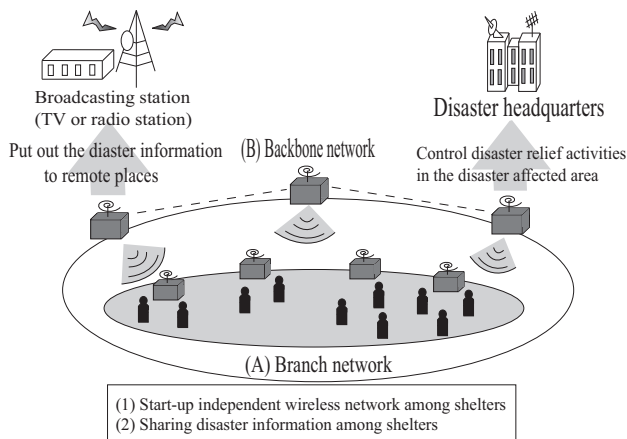 Broadcasting station
(TV or radio station)
Put out the diaster information
to remote places
Disaster headquarters
Control disaster relief activities
in the disaster affected area
(B) Backbone network
(A) Branch network
(1) Start-up independent wireless network among shelters
(2) Sharing disaster information among shelters